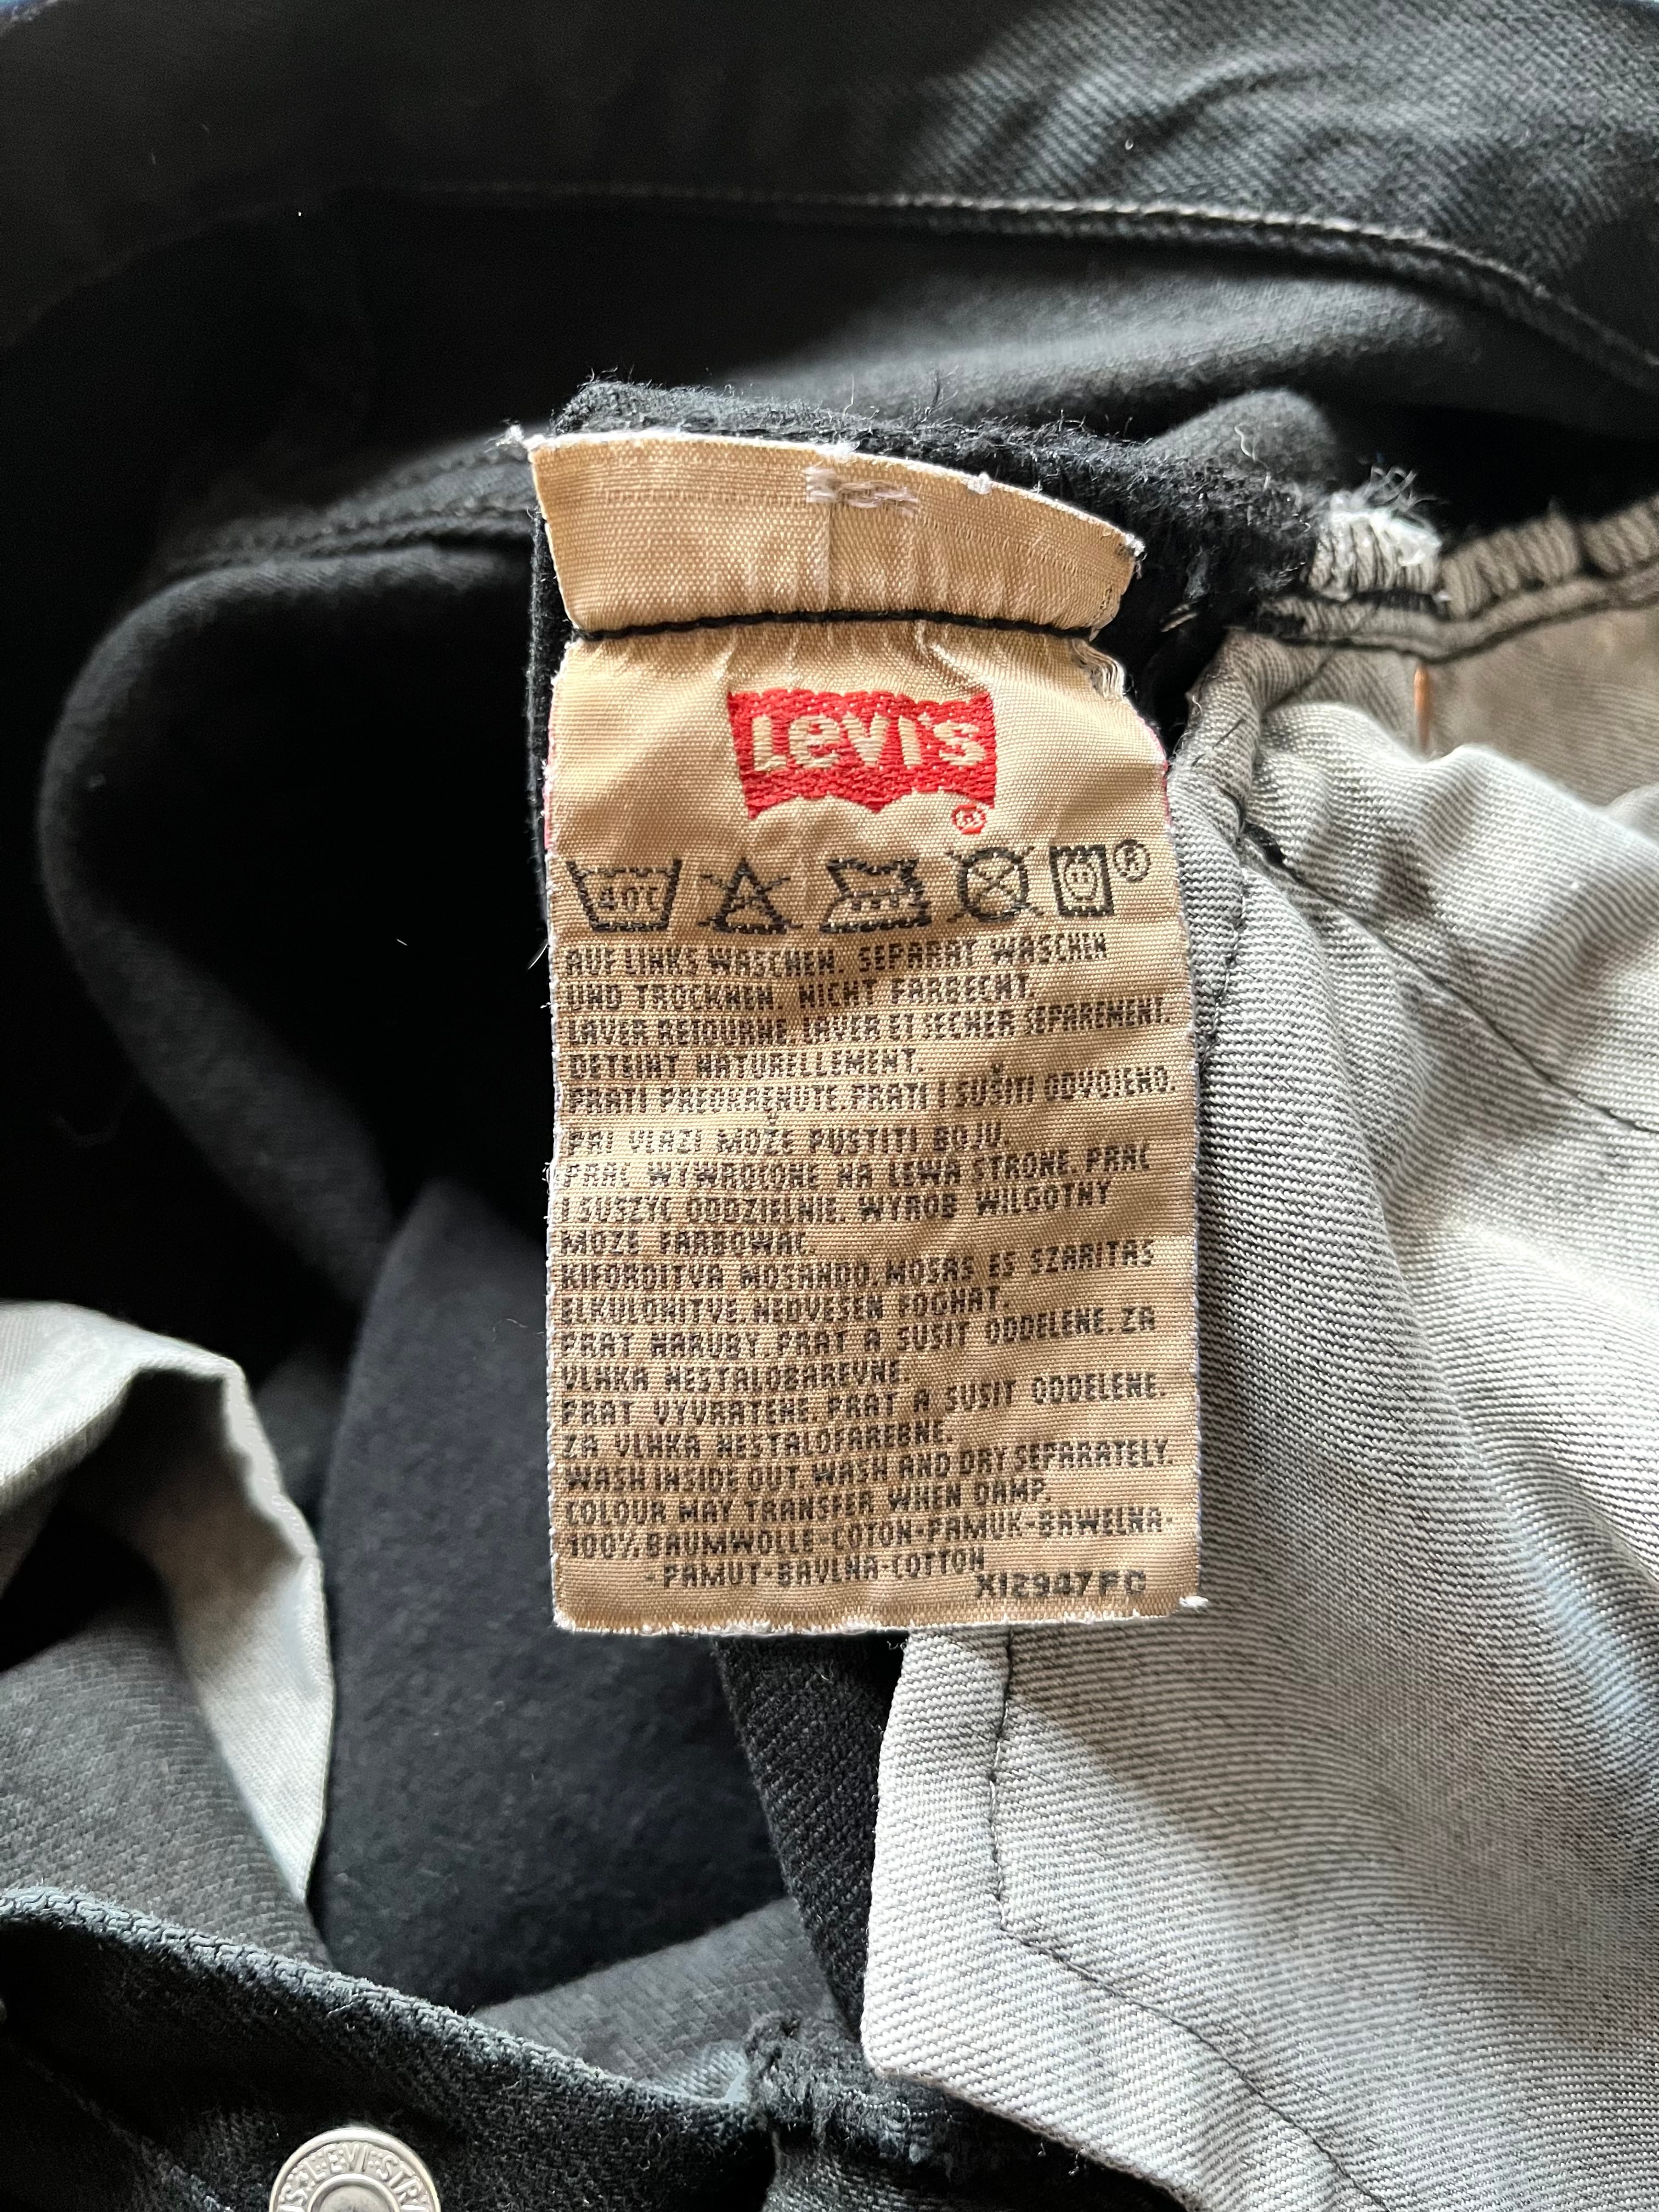 Levi's
®
40C
®
AUF LINKS WASCHEN. SEPARAT WASCHEN
UND TROCKNEN. NICHT FARBECHT.
LAVER RETOURNE. LAVER ET SECHER SEPAREMENT.
DETEINT NATURELLEMENT.
PRATI PREOKRENUTE. PRATI I SUŠITI ODVOJENO.
PRI VLAZI MOŽE PUSTITI BOJU.
PRAC WYWROCONE NA LEWA STRONE. PRAC
I SUSZYC ODDZIELNIE. WYROB WILGOTNY
MOZE FARBOWAC.
KIFORDITVA MOSANDO. MOSAS ES SZARITAS
ELKULONITVE. NEDVESEN FOGHAT.
PRAT NARUBY. PRAT A SUSIT ODDELENE. ZA
VLHKA NESTALOBAREVNE.
PRAT VYVRATENE. PRAT A SUSIT ODDELENE.
ZA VLHKA NESTALOFAREBNE.
WASH INSIDE OUT. WASH AND DRY SEPARATELY.
COLOUR MAY TRANSFER WHEN DAMP.
100% BAUMWOLLE-COTON-PAMUK-BAWELNA-
-PAMUT-BAVLNA-COTTON
X12947FC